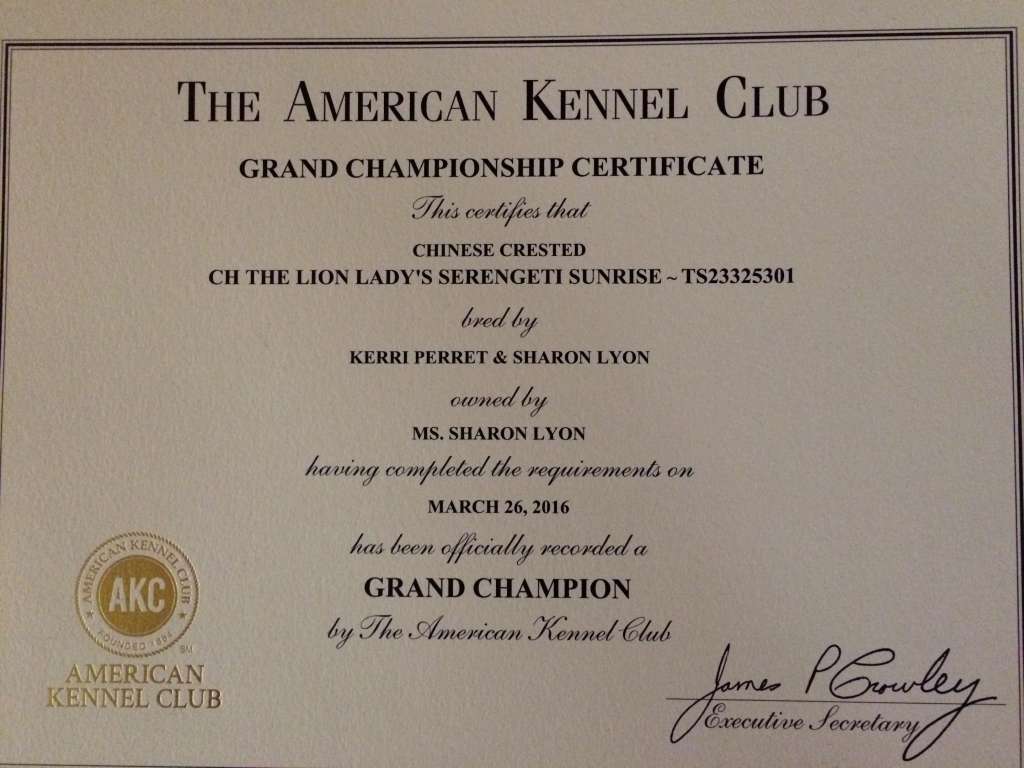 THE AMERICAN KENNEL CLUB
GRAND CHAMPIONSHIP CERTIFICATE
This certifies that
CHINESE CRESTED
CH THE LION LADY'S SERENGETI SUNRISE ~ TS23325301
bred by
KERRI PERRET & SHARON LYON
owned by
MS. SHARON LYON
having completed the requirements on
MARCH 26, 2016
has been officially recorded a
GRAND CHAMPION
by The American Kennel Club
AMERICAN KENNEL CLUB
AKC
FOUNDED 1884
SM
AMERICAN
KENNEL CLUB
James P Crowley
Executive Secretary